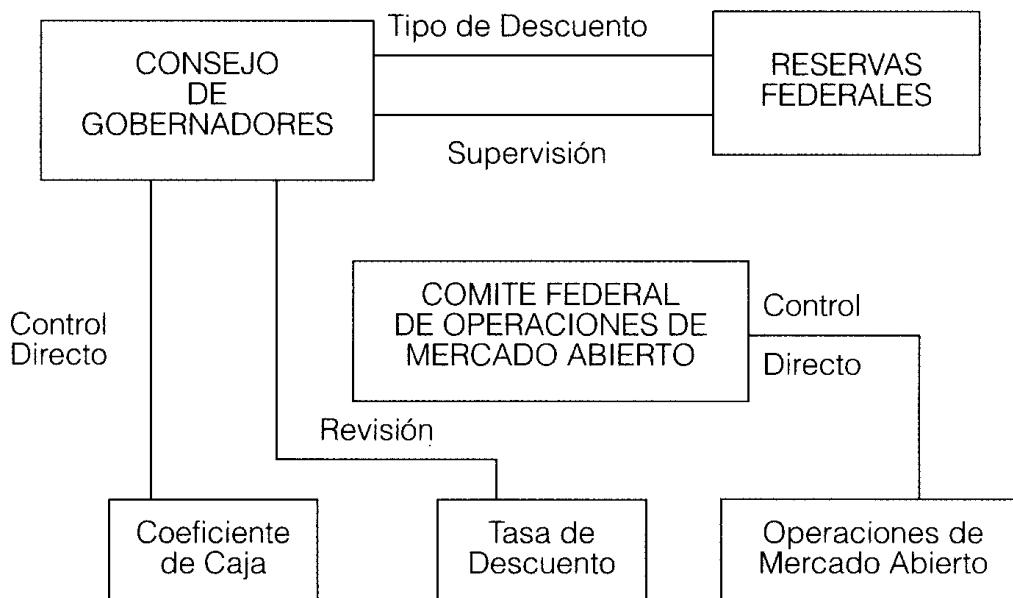 Tipo de Descuento
CONSEJO
DE
GOBERNADORES
RESERVAS
FEDERALES
Supervisión
COMITE FEDERAL
DE OPERACIONES DE
MERCADO ABIERTO
Control
Directo
Control
Directo
Revisión
Coeficiente
de Caja
Tasa de
Descuento
Operaciones de
Mercado Abierto